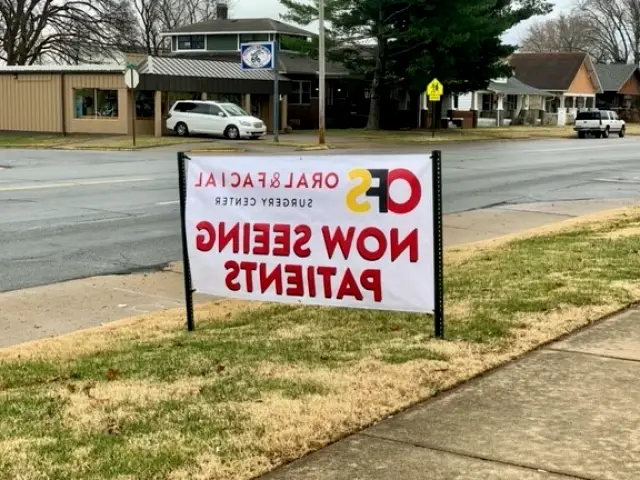 OFS ORAL & FACIAL
SURGERY CENTER
NOW SEEING
PATIENTS